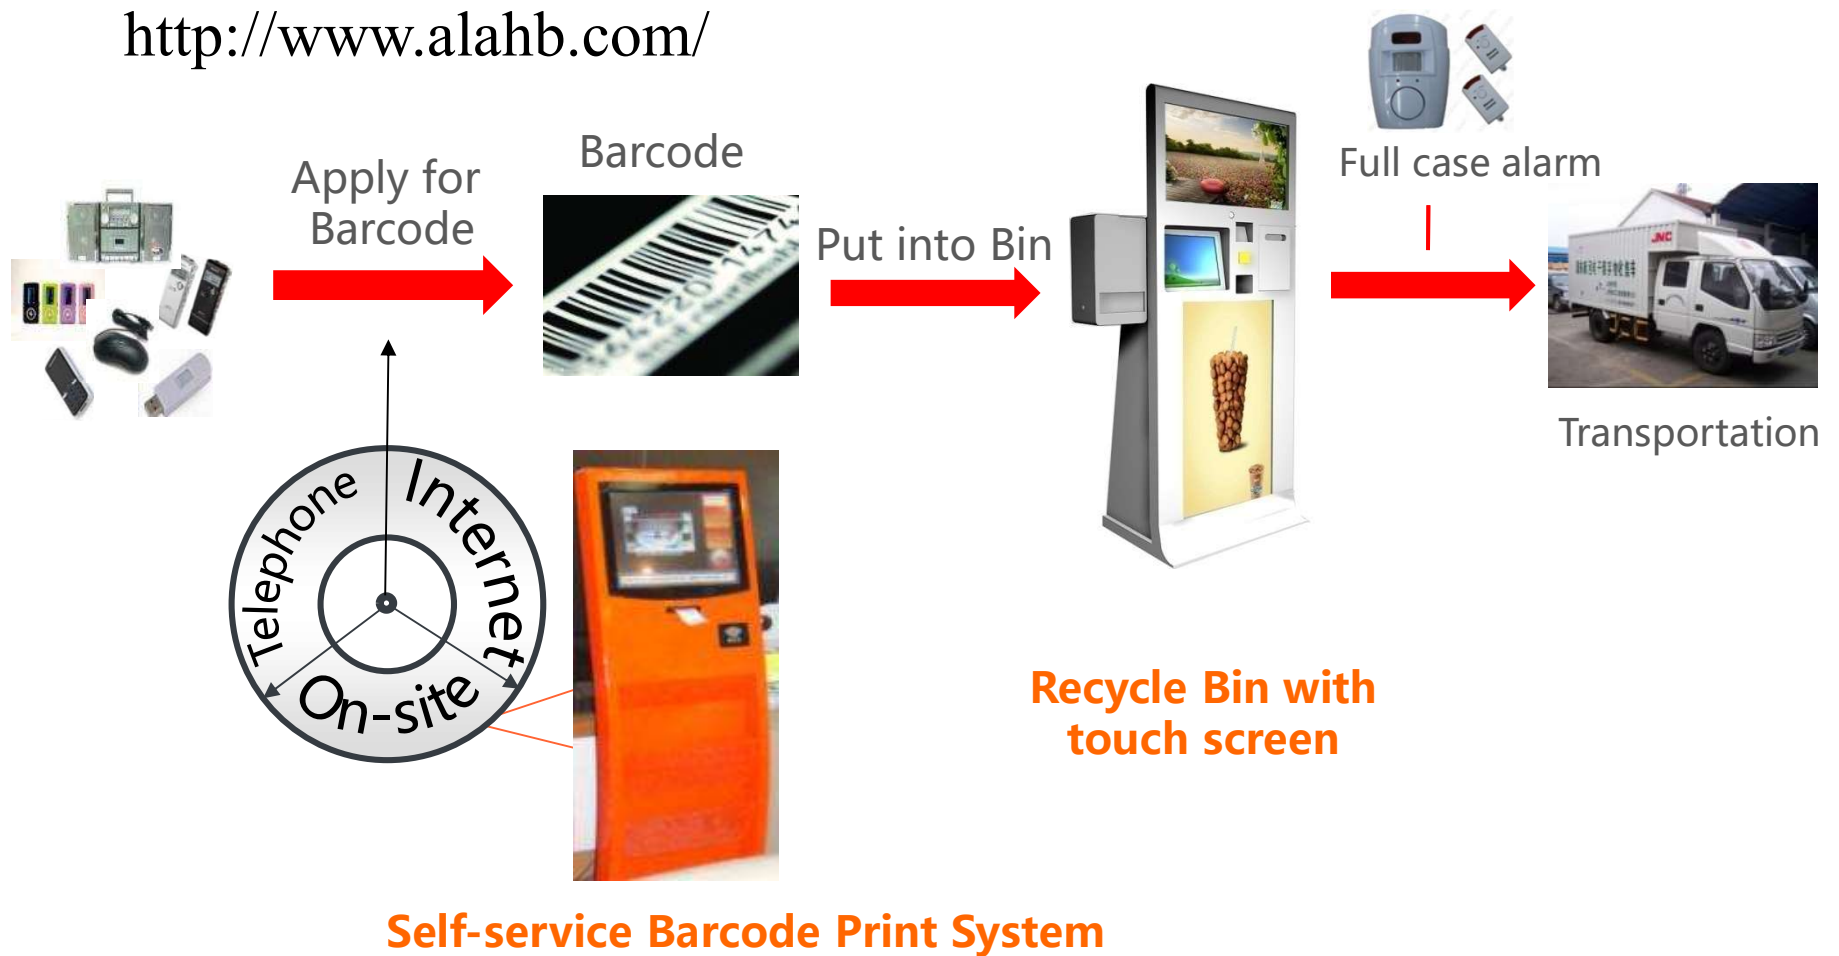 http://www.alahb.com/
Apply for
Barcode
Barcode
Put into Bin
Full case alarm
JMC
Transportation
Telephone
Internet
On-site
Recycle Bin with
touch screen
Self-service Barcode Print System